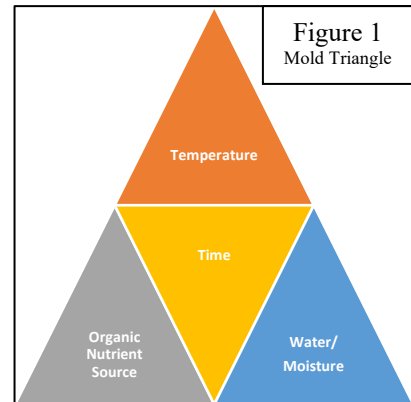 Figure 1
Mold Triangle
Temperature
Time
Organic
Nutrient
Source
Water/
Moisture